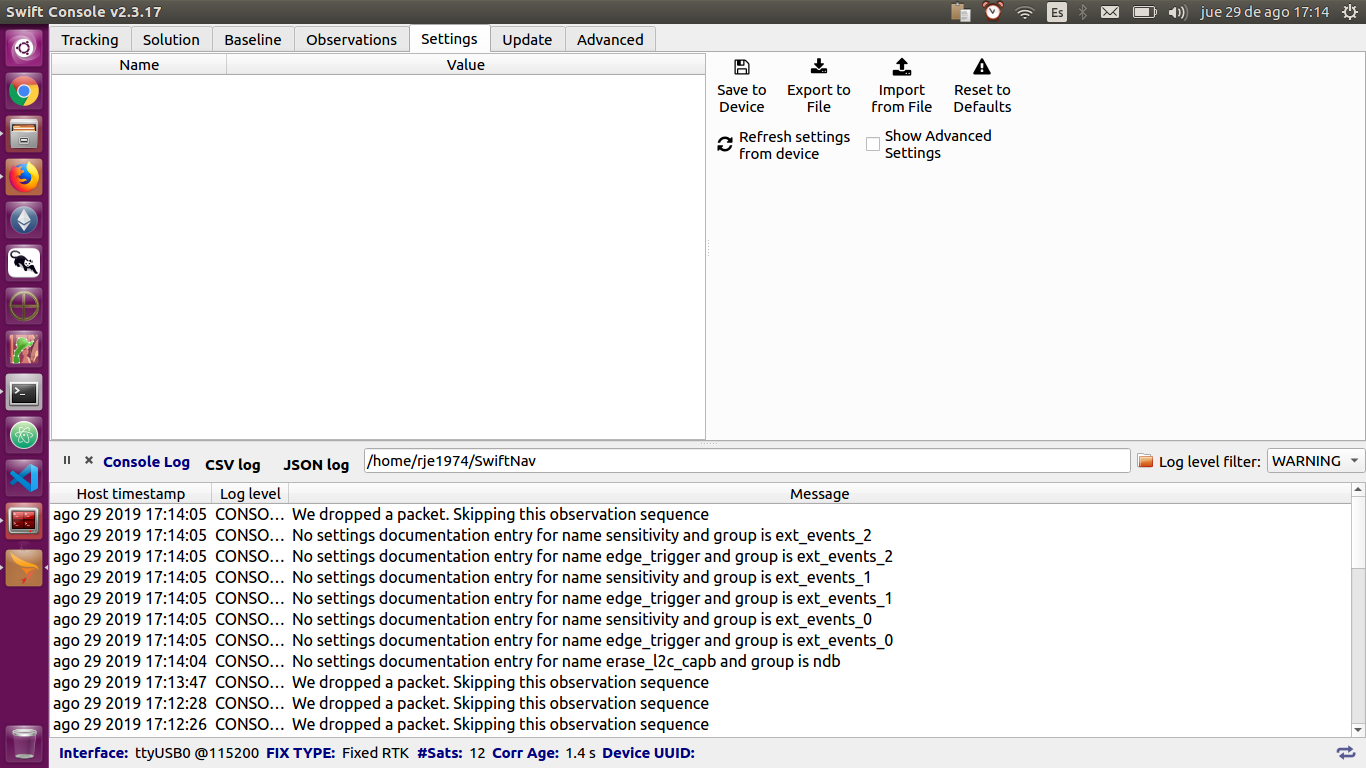 Swift Console v2.3.17
Es
jue 29 de ago 17:14
Tracking Solution Baseline Observations Settings Update Advanced
Name Value
Save to Device
Export to File
Import from File
Reset to Defaults
Refresh settings from device
Show Advanced Settings
Console Log CSV log JSON log /home/rje1974/SwiftNav Log level filter: WARNING
Host timestamp Log level Message
ago 29 2019 17:14:05 CONSO... We dropped a packet. Skipping this observation sequence
ago 29 2019 17:14:05 CONSO... No settings documentation entry for name sensitivity and group is ext_events_2
ago 29 2019 17:14:05 CONSO... No settings documentation entry for name edge_trigger and group is ext_events_2
ago 29 2019 17:14:05 CONSO... No settings documentation entry for name sensitivity and group is ext_events_1
ago 29 2019 17:14:05 CONSO... No settings documentation entry for name edge_trigger and group is ext_events_1
ago 29 2019 17:14:05 CONSO... No settings documentation entry for name sensitivity and group is ext_events_0
ago 29 2019 17:14:05 CONSO... No settings documentation entry for name edge_trigger and group is ext_events_0
ago 29 2019 17:14:04 CONSO... No settings documentation entry for name erase_l2c_capb and group is ndb
ago 29 2019 17:13:47 CONSO... We dropped a packet. Skipping this observation sequence
ago 29 2019 17:12:28 CONSO... We dropped a packet. Skipping this observation sequence
ago 29 2019 17:12:26 CONSO... We dropped a packet. Skipping this observation sequence
Interface: ttyUSB0 @115200 FIX TYPE: Fixed RTK #Sats: 12 Corr Age: 1.4 s Device UUID: